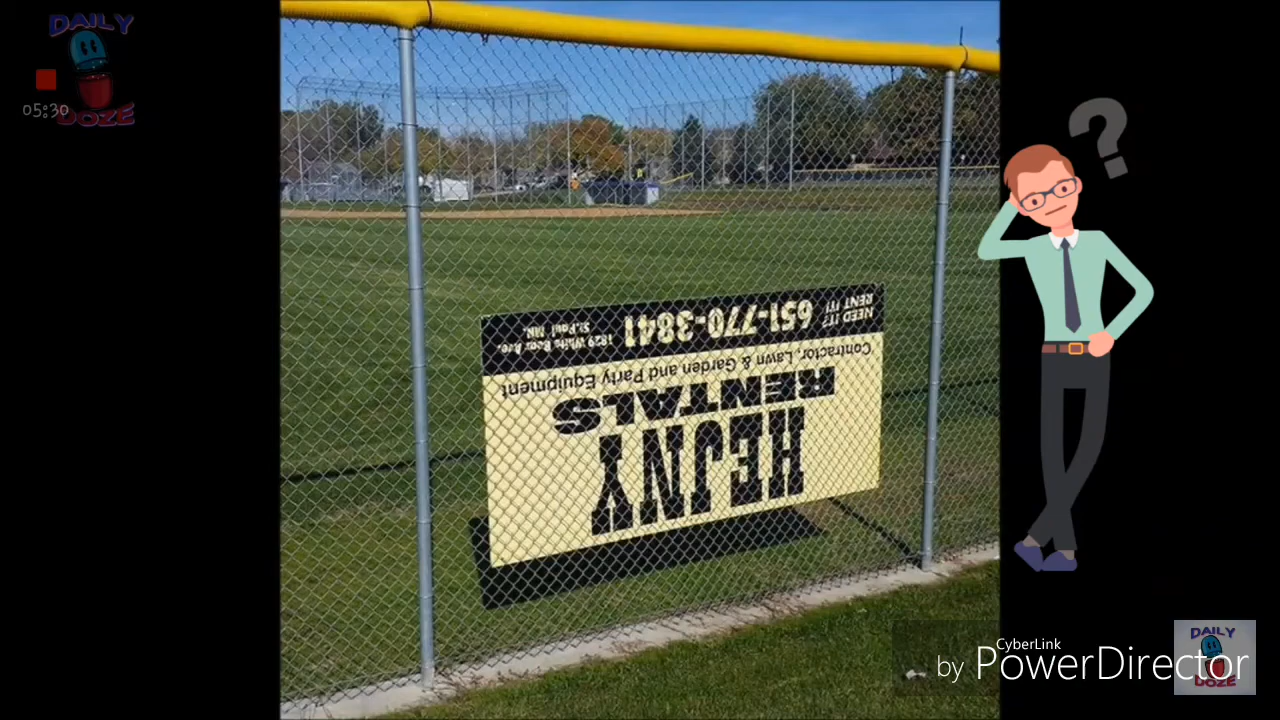 DAILY
DOZE
05:30
HEJNY
RENTALS
Contractor, Lawn & Garden and Party Equipment
NEED IT?
RENT IT!
651-770-3841
1829 White Bear Ave.
St.Paul MN.
?
CyberLink
by PowerDirector
DAILY
DOZE